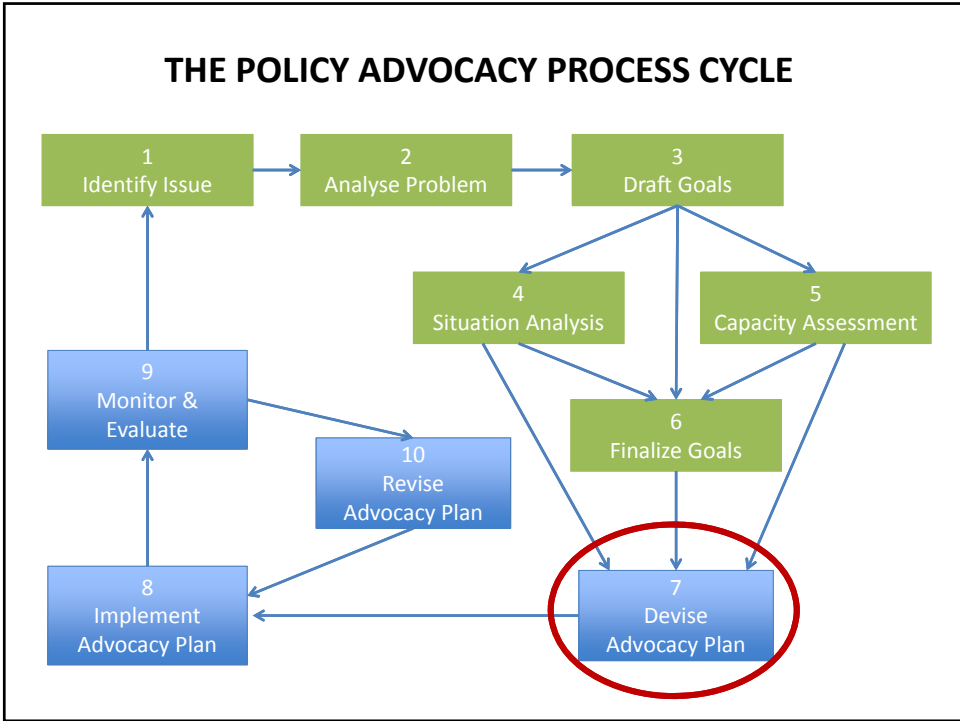 THE POLICY ADVOCACY PROCESS CYCLE
1
Identify Issue
2
Analyse Problem
3
Draft Goals
4
Situation Analysis
5
Capacity Assessment
6
Finalize Goals
7
Devise
Advocacy Plan
8
Implement
Advocacy Plan
9
Monitor &
Evaluate
10
Revise
Advocacy Plan